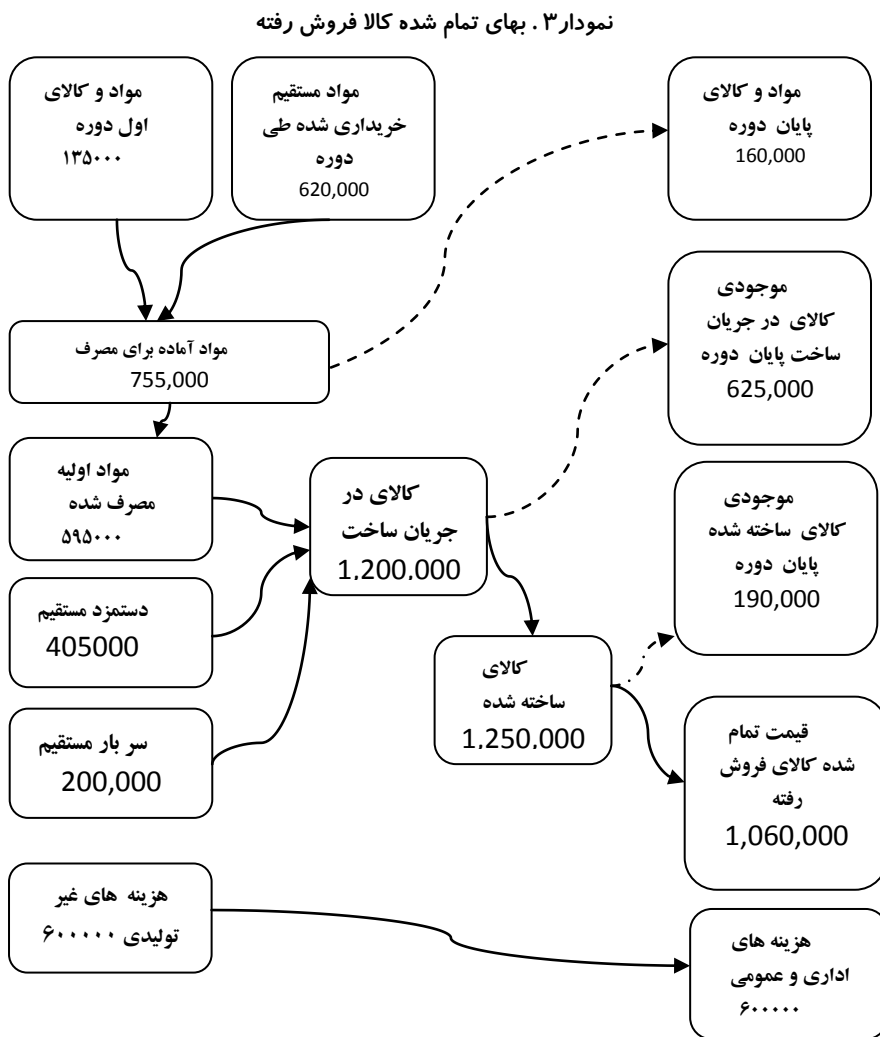 نمودار۳ . بهای تمام شده کالا فروش رفته
مواد و کالای
اول دوره
۱۳۵۰۰۰
مواد مستقیم
خریداری شده طی
دوره
620,000
مواد و کالای
پایان دوره
160,000
مواد آماده برای مصرف
755,000
موجودی
کالای در جریان
ساخت پایان دوره
625,000
مواد اولیه
مصرف شده
۵۹۵۰۰۰
کالای در
جریان ساخت
1,200,000
موجودی
کالای ساخته شده
پایان دوره
190,000
دستمزد مستقیم
405000
کالای
ساخته شده
1,250,000
سر بار مستقیم
200,000
قیمت تمام
شده کالای فروش
رفته
1,060,000
هزینه های غیر
تولیدی ۶۰۰۰۰۰
هزینه های
اداری و عمومی
۶۰۰۰۰۰